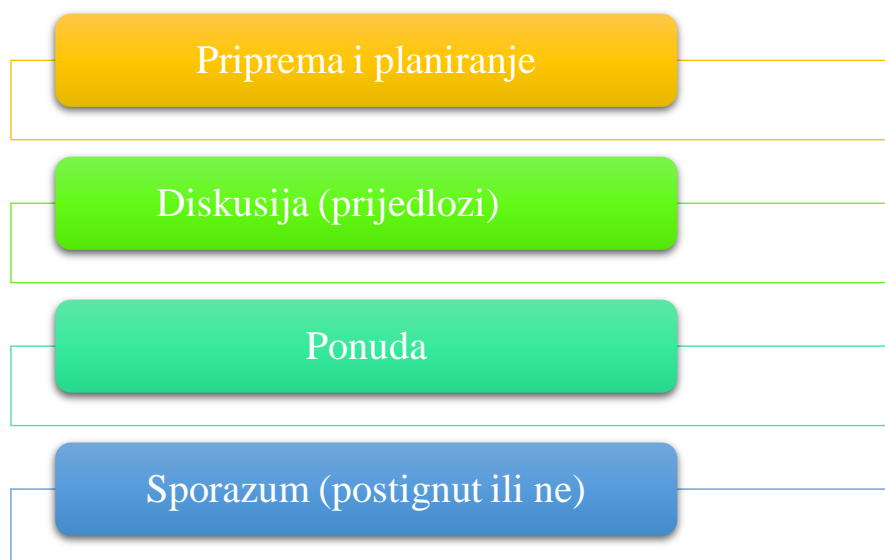 Priprema i planiranje
Diskusija (prijedlozi)
Ponuda
Sporazum (postignut ili ne)